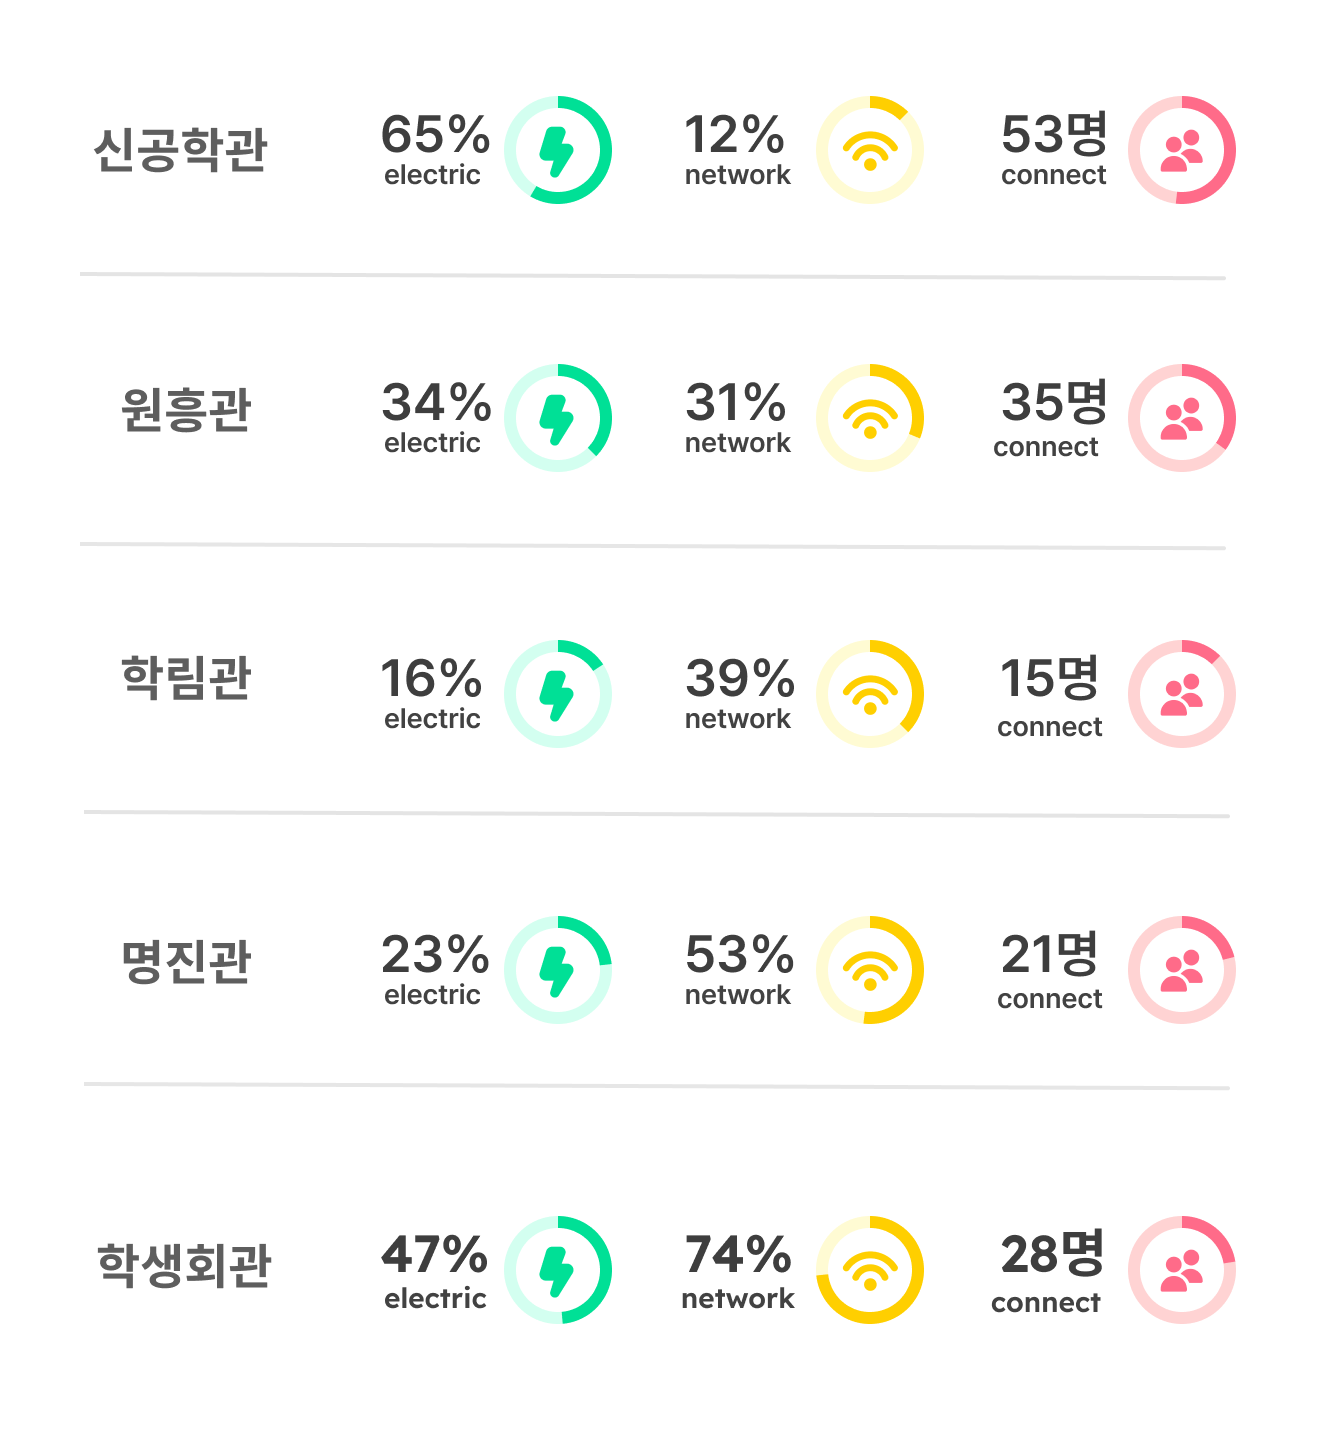 신공학관
65%
electric
12%
network
53명
connect
원흥관
34%
electric
31%
network
35명
connect
학림관
16%
electric
39%
network
15명
connect
명진관
23%
electric
53%
network
21명
connect
학생회관
47%
electric
74%
network
28명
connect